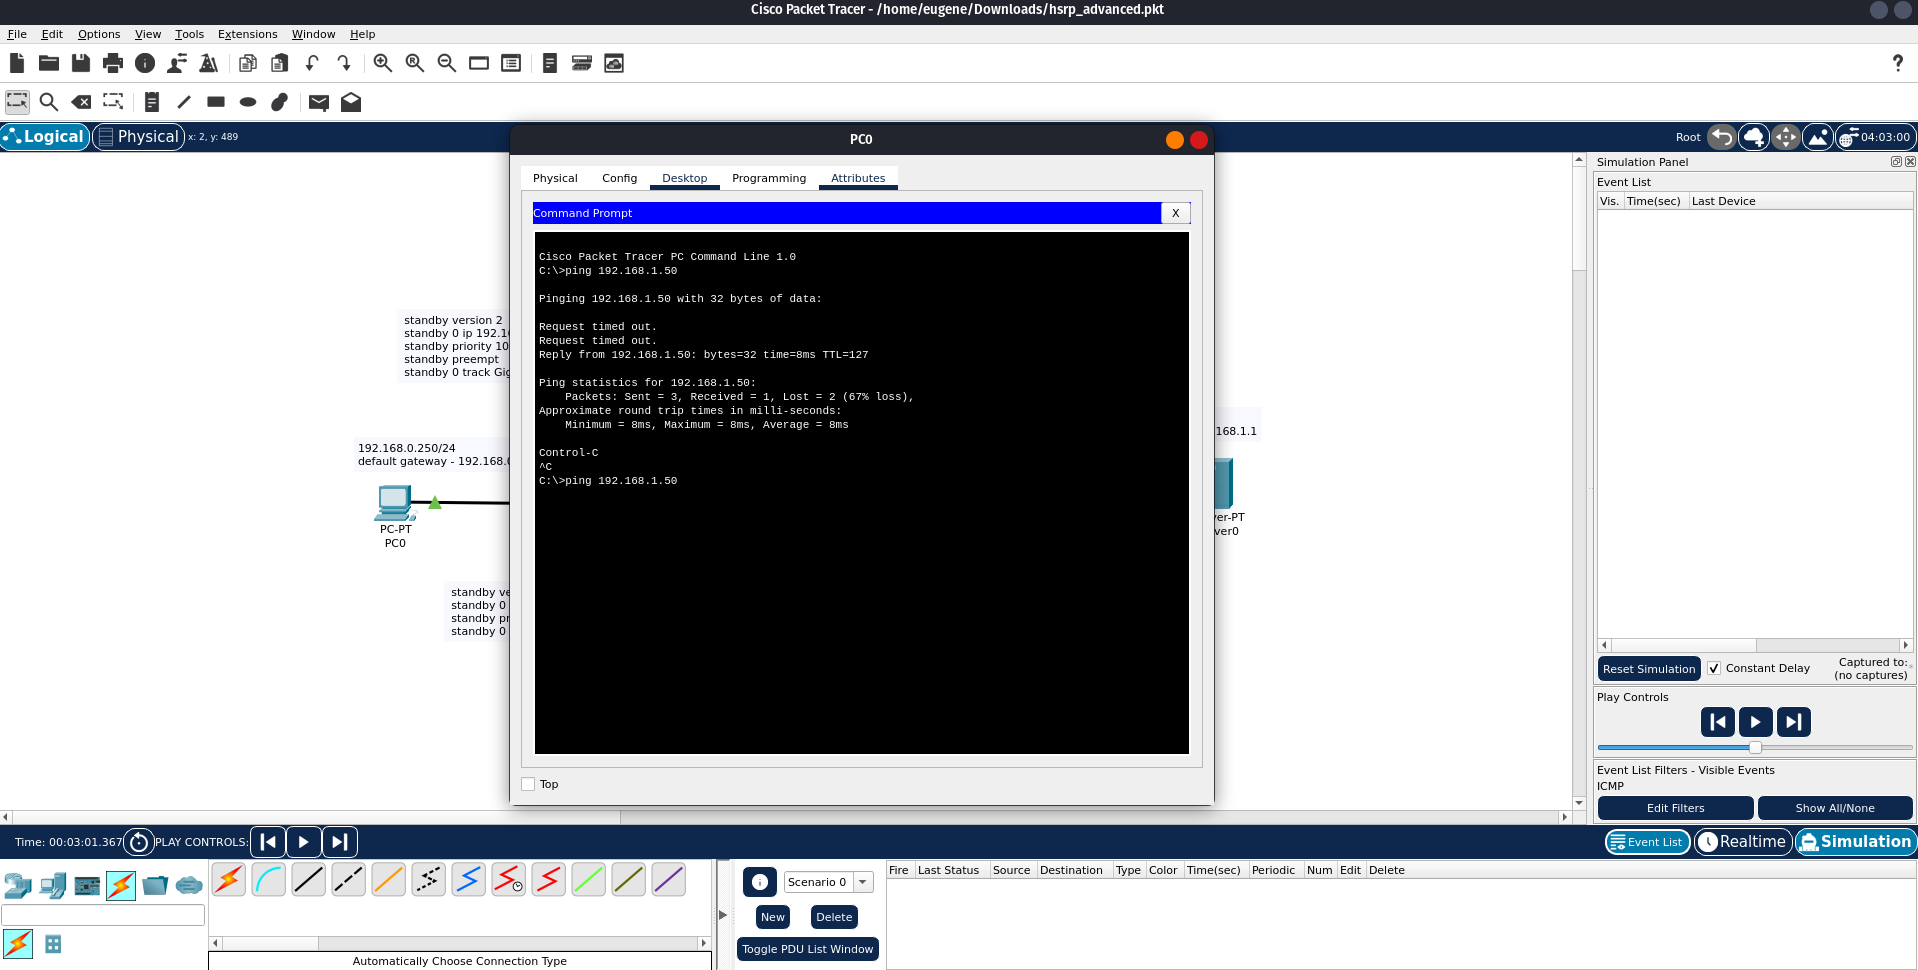 Cisco Packet Tracer - /home/eugene/Downloads/hsrp_advanced.pkt
File Edit Options View Tools Extensions Window Help
?
Logical Physical x: 2, y: 489
Root 04:03:00
PC0
Physical Config Desktop Programming Attributes
Command Prompt
X
Cisco Packet Tracer PC Command Line 1.0
C:\>ping 192.168.1.50
Pinging 192.168.1.50 with 32 bytes of data:
Request timed out.
Request timed out.
Reply from 192.168.1.50: bytes=32 time=8ms TTL=127
Ping statistics for 192.168.1.50:
Packets: Sent = 3, Received = 1, Lost = 2 (67% loss),
Approximate round trip times in milli-seconds:
Minimum = 8ms, Maximum = 8ms, Average = 8ms
Control-C
^C
C:\>ping 192.168.1.50
Top
standby version 2
standby 0 ip 192.1
standby priority 10
standby preempt
standby 0 track Gig
192.168.0.250/24
default gateway - 192.168.0
PC-PT
PC0
standby ve
standby 0
standby pr
standby 0
168.1.1
ver-PT
ver0
Simulation Panel
Event List
Vis. Time(sec) Last Device
Reset Simulation Constant Delay Captured to:
(no captures)
Play Controls
Event List Filters - Visible Events
ICMP
Edit Filters Show All/None
Time: 00:03:01.367 PLAY CONTROLS:
Event List Realtime Simulation
Scenario 0
New Delete
Toggle PDU List Window
Fire Last Status Source Destination Type Color Time(sec) Periodic Num Edit Delete
Automatically Choose Connection Type